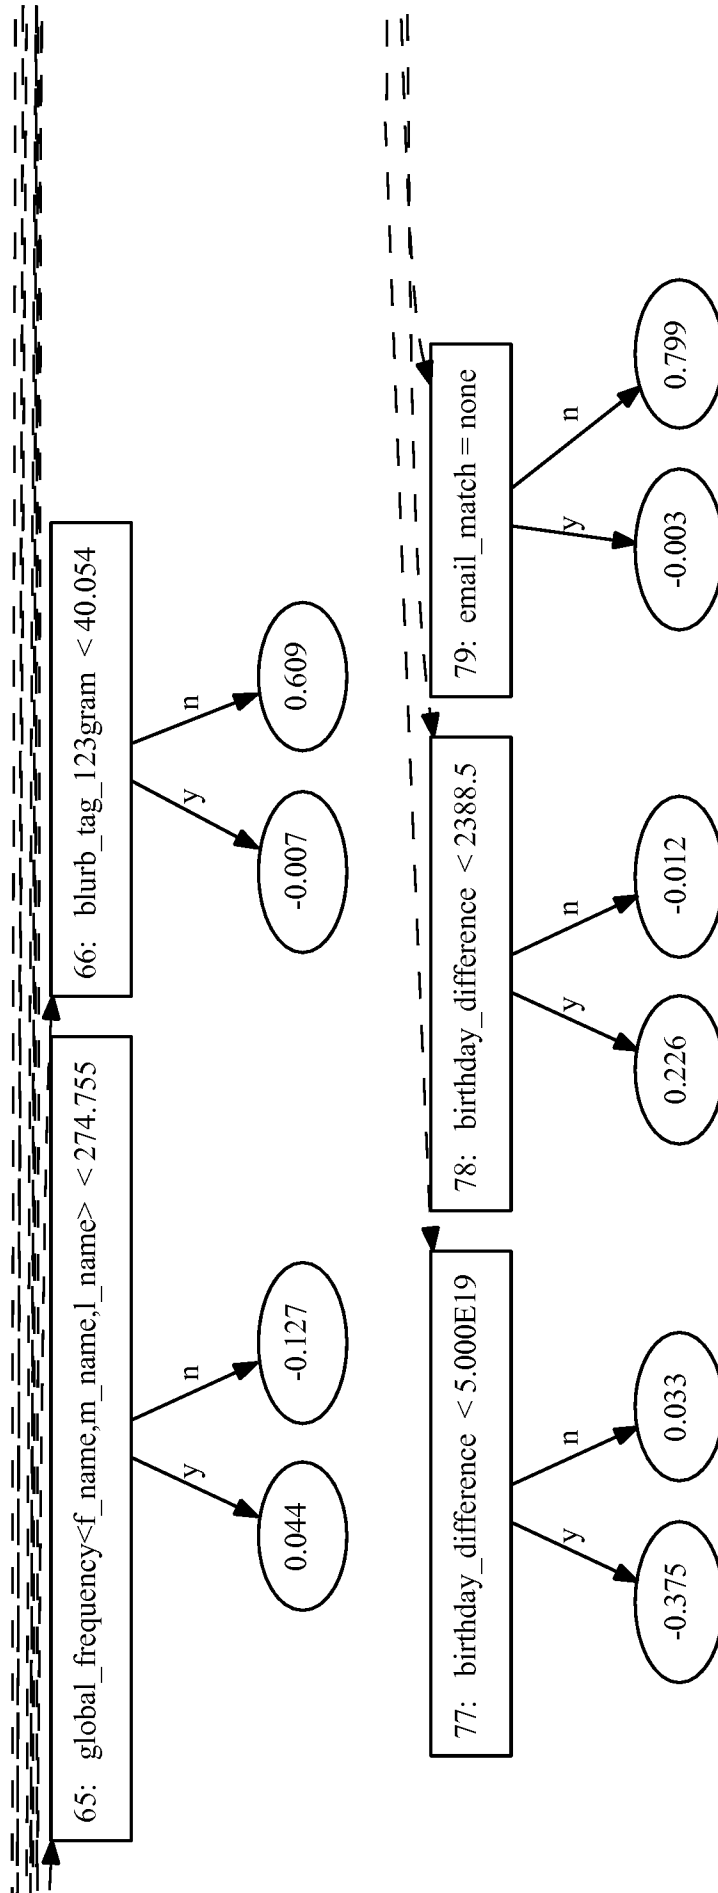 65: global_frequency<f_name,m_name,l_name> < 274.755
y
n
0.044
-0.127
66: blurb_tag_123gram < 40.054
y
n
-0.007
0.609
77: birthday_difference < 5.000E19
y
n
-0.375
0.033
78: birthday_difference < 2388.5
y
n
0.226
-0.012
79: email_match = none
y
n
-0.003
0.799